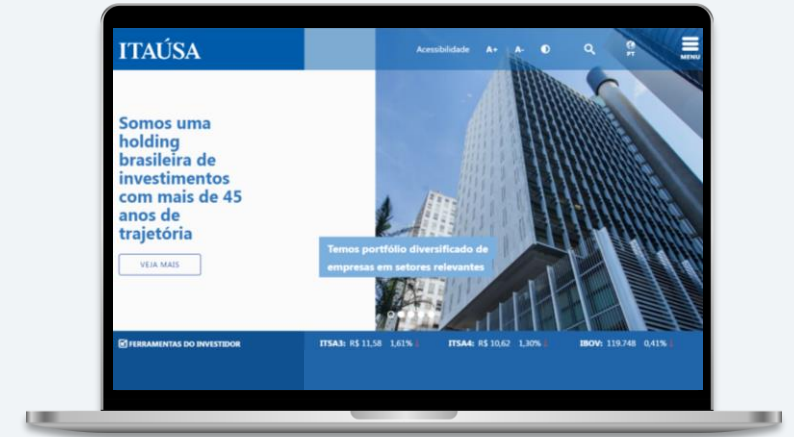 ITAÚSA
Acessibilidade A+ A- PT MENU
Somos uma
holding
brasileira de
investimentos
com mais de 45
anos de
trajetória
VEJA MAIS
Temos portfólio diversificado de
empresas em setores relevantes
FERRAMENTAS DO INVESTIDOR
ITSA3: R$ 11,58 1,61% ↓ ITSA4: R$ 10,62 1,30% ↓ IBOV: 119.748 0,41% ↓